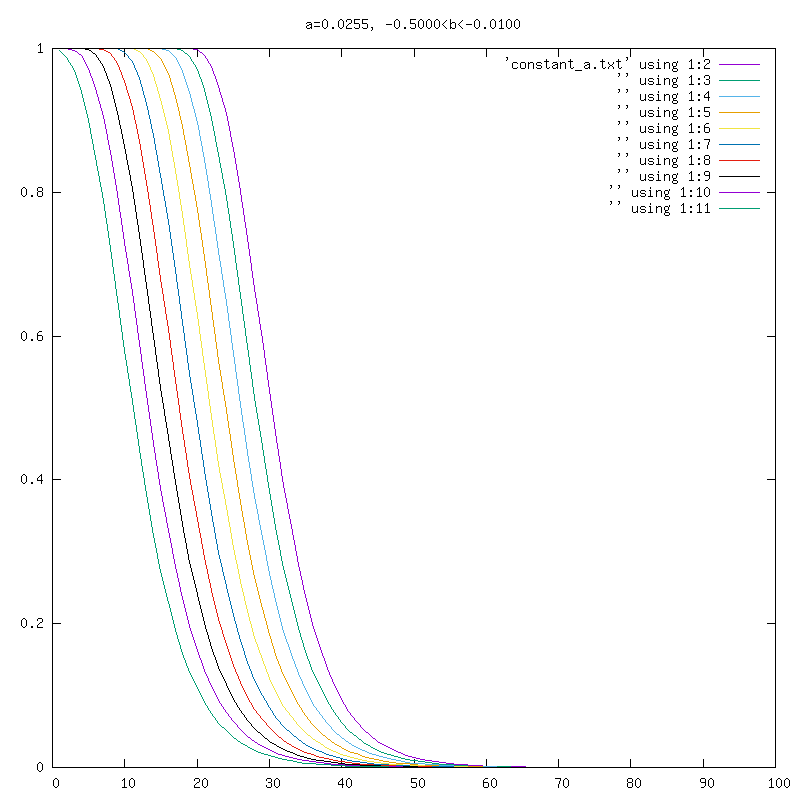 a=0.0255, -0.5000<b<-0.0100
'constant_a.txt' using 1:2
'' using 1:3
'' using 1:4
'' using 1:5
'' using 1:6
'' using 1:7
'' using 1:8
'' using 1:9
'' using 1:10
'' using 1:11
1
0.8
0.6
0.4
0.2
0
0 10 20 30 40 50 60 70 80 90 100